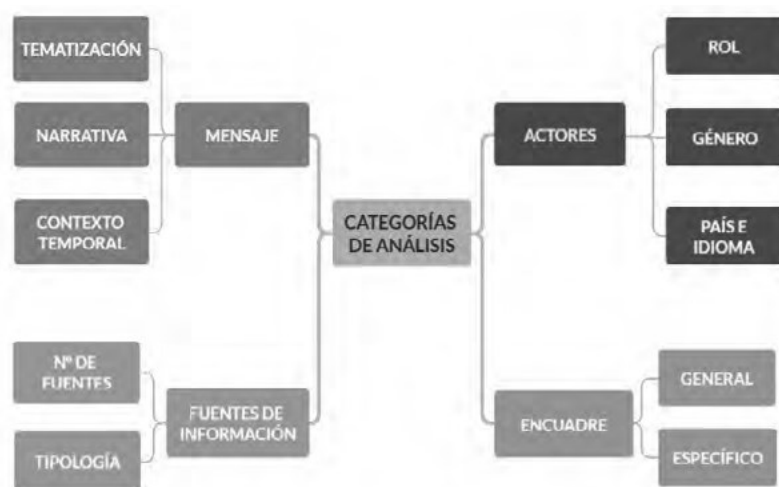 TEMATIZACIÓN
NARRATIVA
CONTEXTO
TEMPORAL
MENSAJE
Nº DE
FUENTES
TIPOLOGÍA
FUENTES DE
INFORMACIÓN
CATEGORÍAS
DE ANÁLISIS
ACTORES
ROL
GÉNERO
PAÍS E
IDIOMA
ENCUADRE
GENERAL
ESPECÍFICO